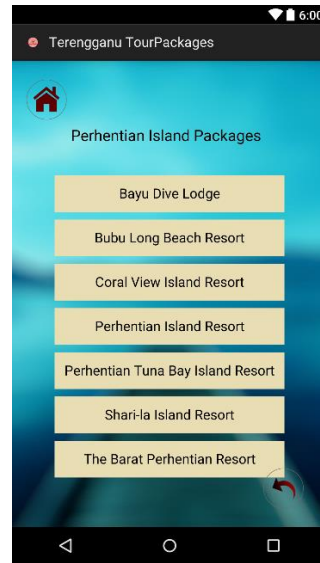 6:00
Terengganu TourPackages
Perhentian Island Packages
Bayu Dive Lodge
Bubu Long Beach Resort
Coral View Island Resort
Perhentian Island Resort
Perhentian Tuna Bay Island Resort
Shari-la Island Resort
The Barat Perhentian Resort